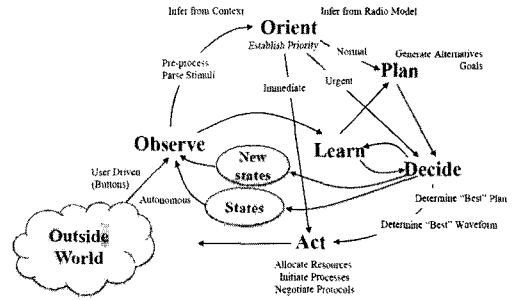 Infer from Context
Orient
Infer from Radio Model
Establish Priority
Normal
Generate Alternatives
Goals
Plan
Pre-process
Parse Stimuli
Immediate
Urgent
Observe
Learn
New
states
Decide
User Driven
(Buttons)
Autonomous
States
Determine "Best" Plan
Outside
World
Act
Determine "Best" Waveform
Allocate Resources
Initiate Processes
Negotiate Protocols